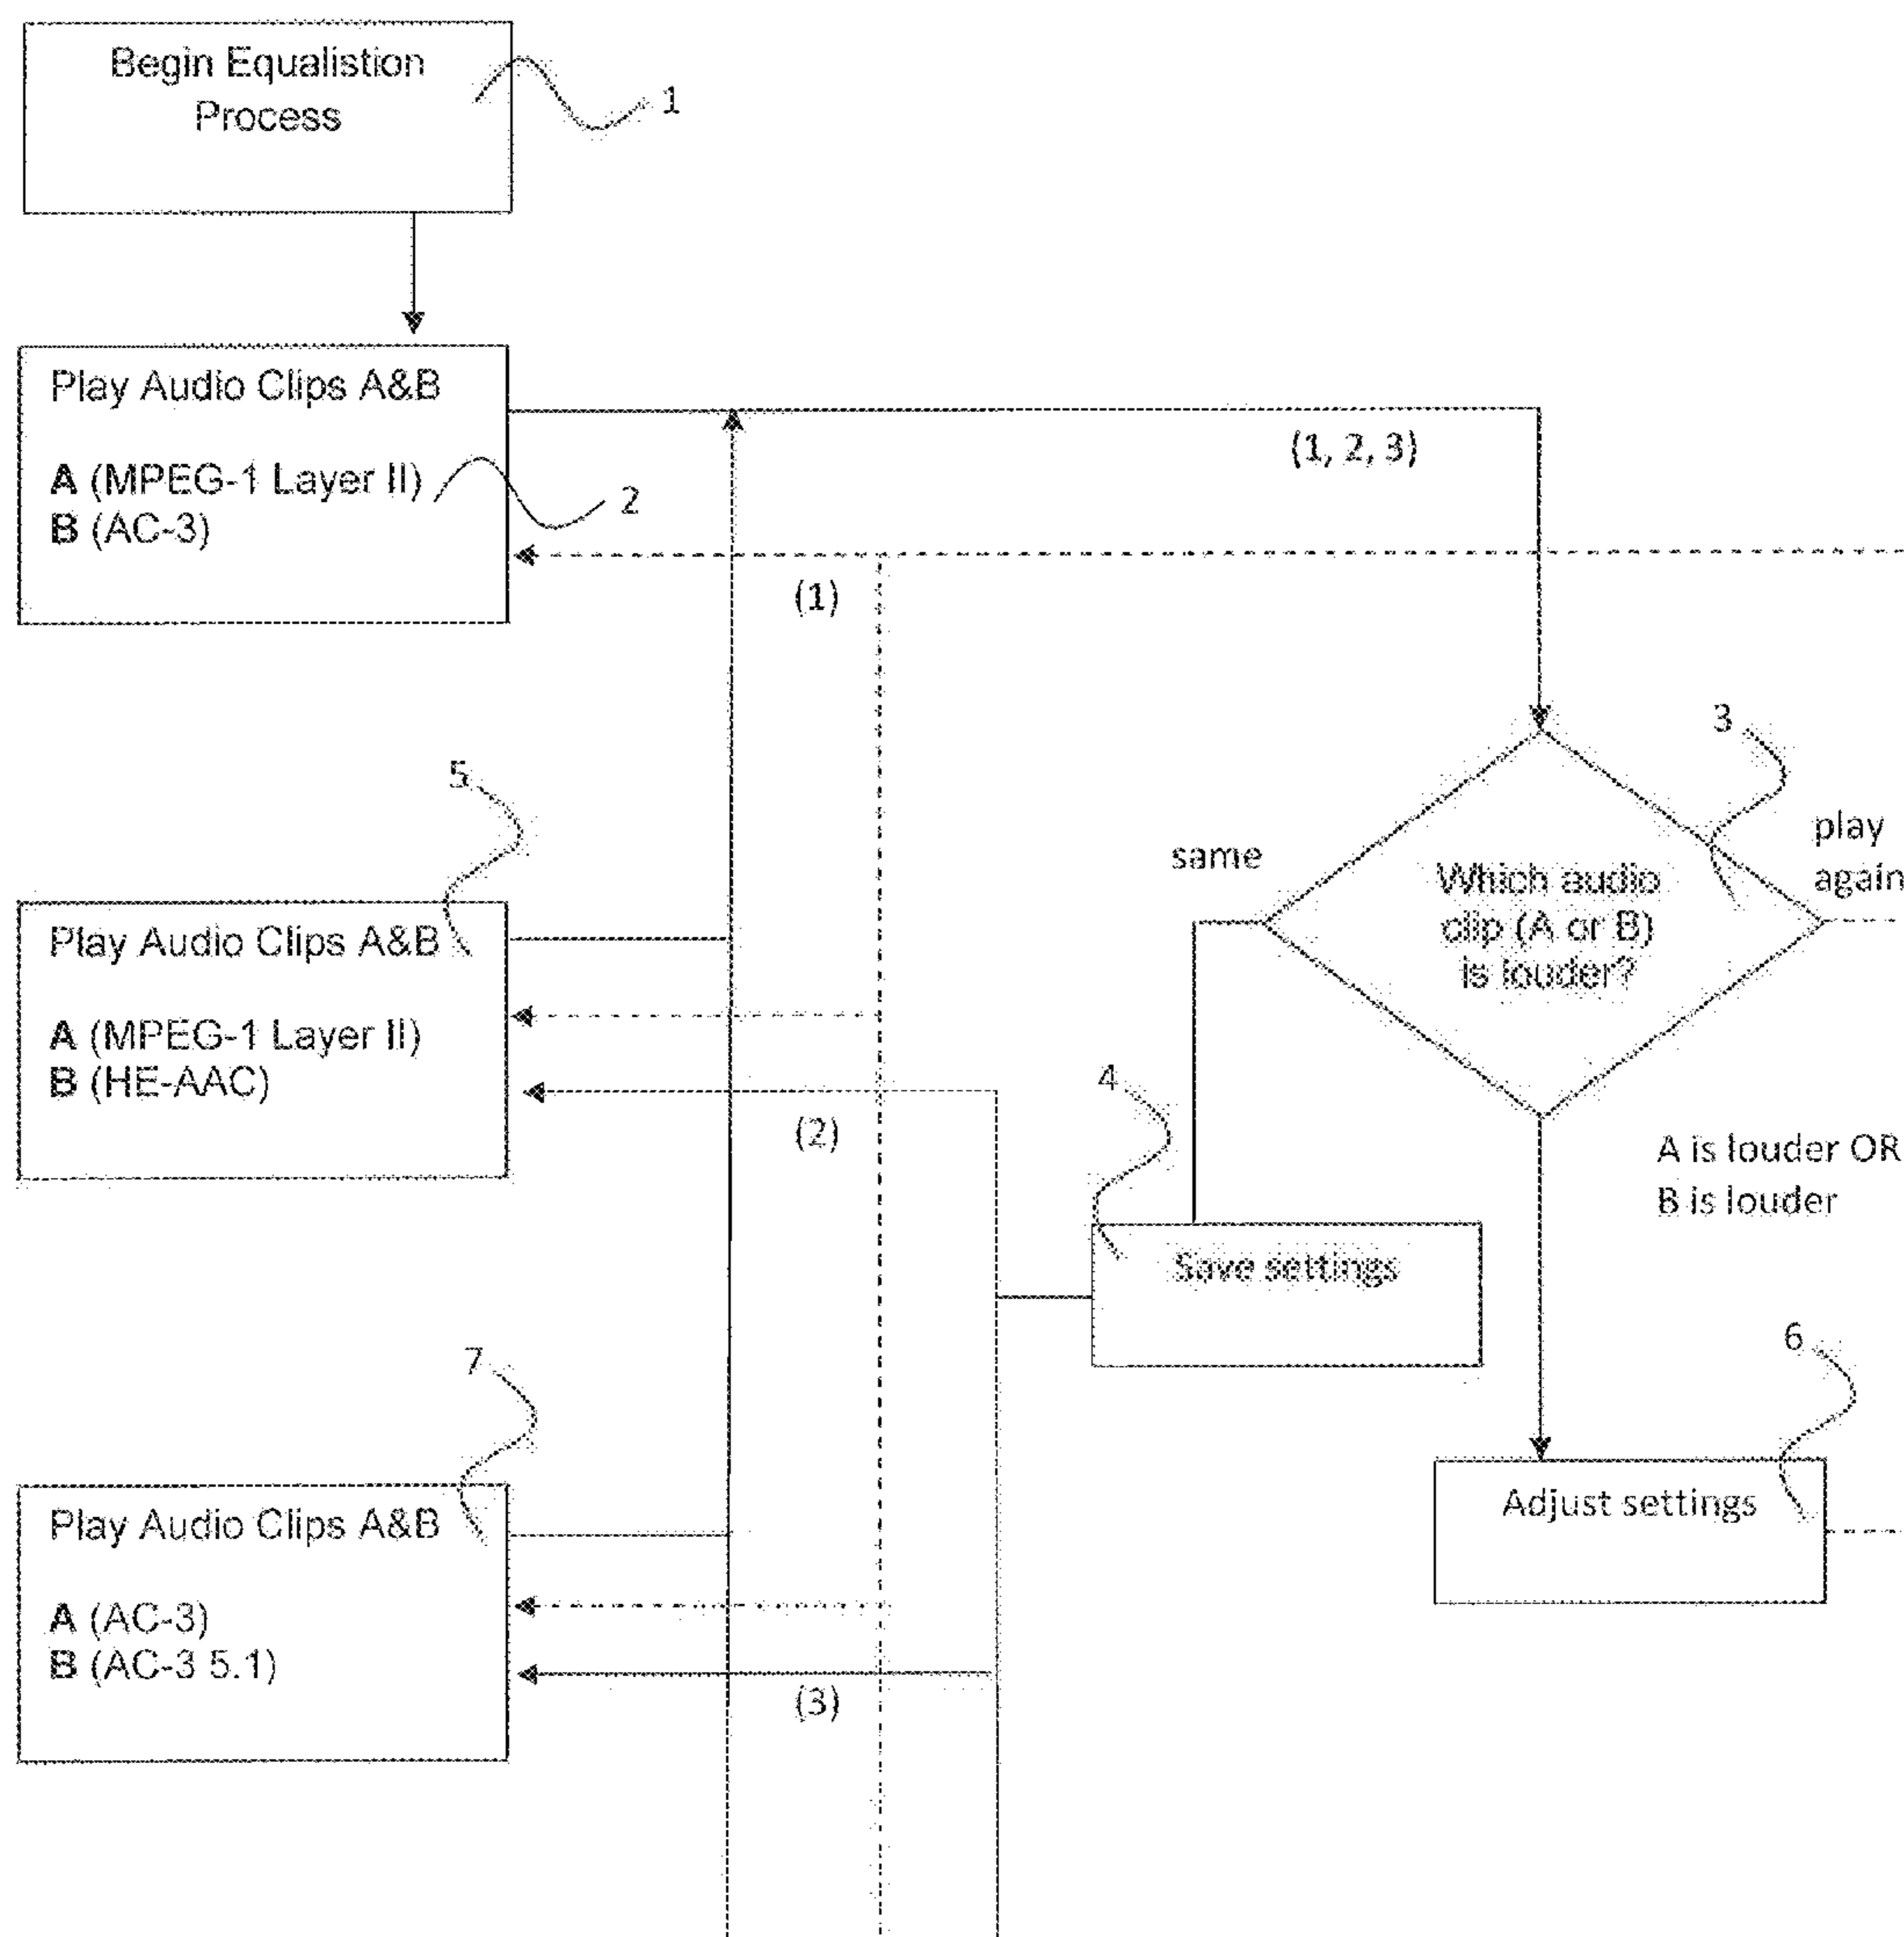 Begin Equalistion
Process
1
Play Audio Clips A&B
A (MPEG-1 Layer II)
B (AC-3)
2
(1, 2, 3)
(1)
3
play
again
same
Which audio
clip (A or B)
is louder?
5
Play Audio Clips A&B
A (MPEG-1 Layer II)
B (HE-AAC)
(2)
4
A is louder OR
B is louder
Save settings
6
Adjust settings
7
Play Audio Clips A&B
A (AC-3)
B (AC-3 5.1)
(3)